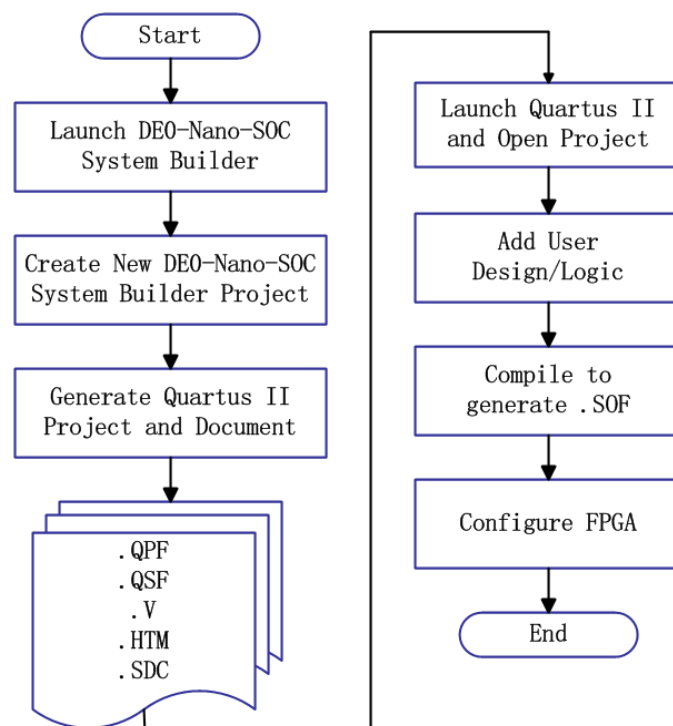 Start
Launch DE0-Nano-SOC
System Builder
Create New DE0-Nano-SOC
System Builder Project
Generate Quartus II
Project and Document
.QPF
.QSF
.V
.HTM
.SDC
Launch Quartus II
and Open Project
Add User
Design/Logic
Compile to
generate .SOF
Configure FPGA
End